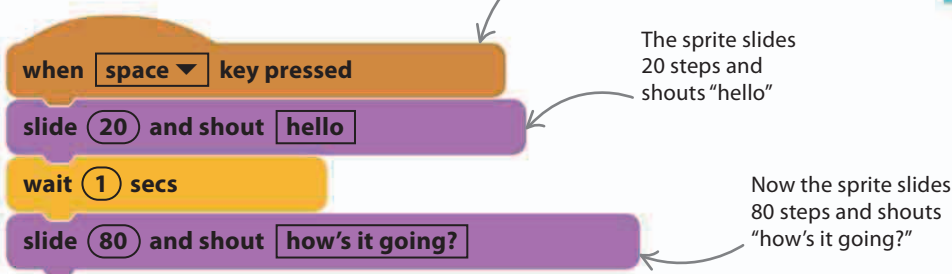 when space key pressed
The sprite slides
20 steps and
shouts “hello”
slide 20 and shout hello
wait 1 secs
slide 80 and shout how's it going?
Now the sprite slides
80 steps and shouts
“how's it going?”